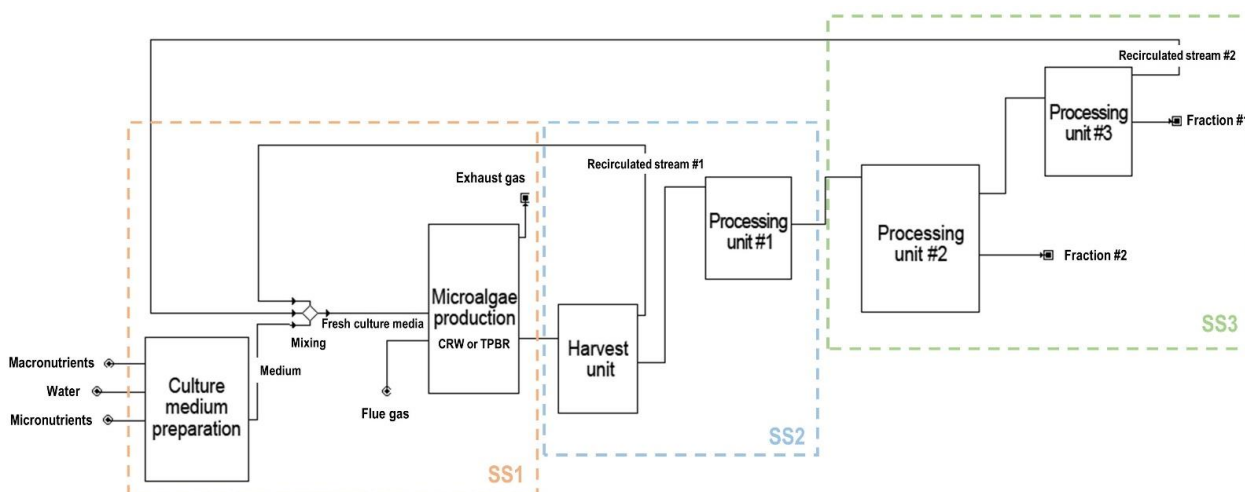 Recirculated stream #2
Processing
unit #3
Fraction #1
Recirculated stream #1
Exhaust gas
Processing
unit #1
Processing
unit #2
Fraction #2
Microalgae
production
CRW or TPBR
Fresh culture media
Mixing
Harvest
unit
SS3
Macronutrients
Water
Micronutrients
Culture
medium
preparation
Medium
Flue gas
SS2
SS1